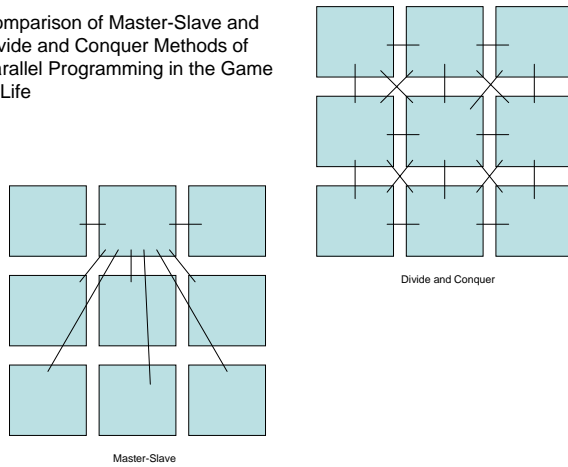 omparison of Master-Slave and
vide and Conquer Methods of
arallel Programming in the Game
Life
Divide and Conquer
Master-Slave